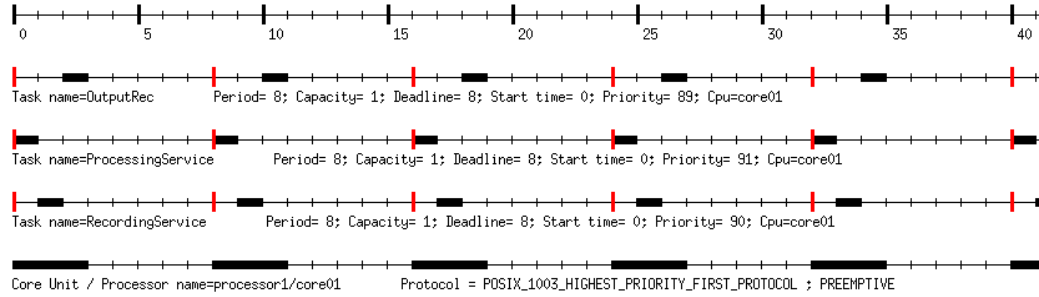 0 5 10 15 20 25 30 35 40
Task name=OutputRec Period= 8; Capacity= 1; Deadline= 8; Start time= 0; Priority= 89; Cpu=core01
Task name=ProcessingService Period= 8; Capacity= 1; Deadline= 8; Start time= 0; Priority= 91; Cpu=core01
Task name=RecordingService Period= 8; Capacity= 1; Deadline= 8; Start time= 0; Priority= 90; Cpu=core01
Core Unit / Processor name=processor1/core01 Protocol = POSIX_1003_HIGHEST_PRIORITY_FIRST_PROTOCOL ; PREEMPTIVE